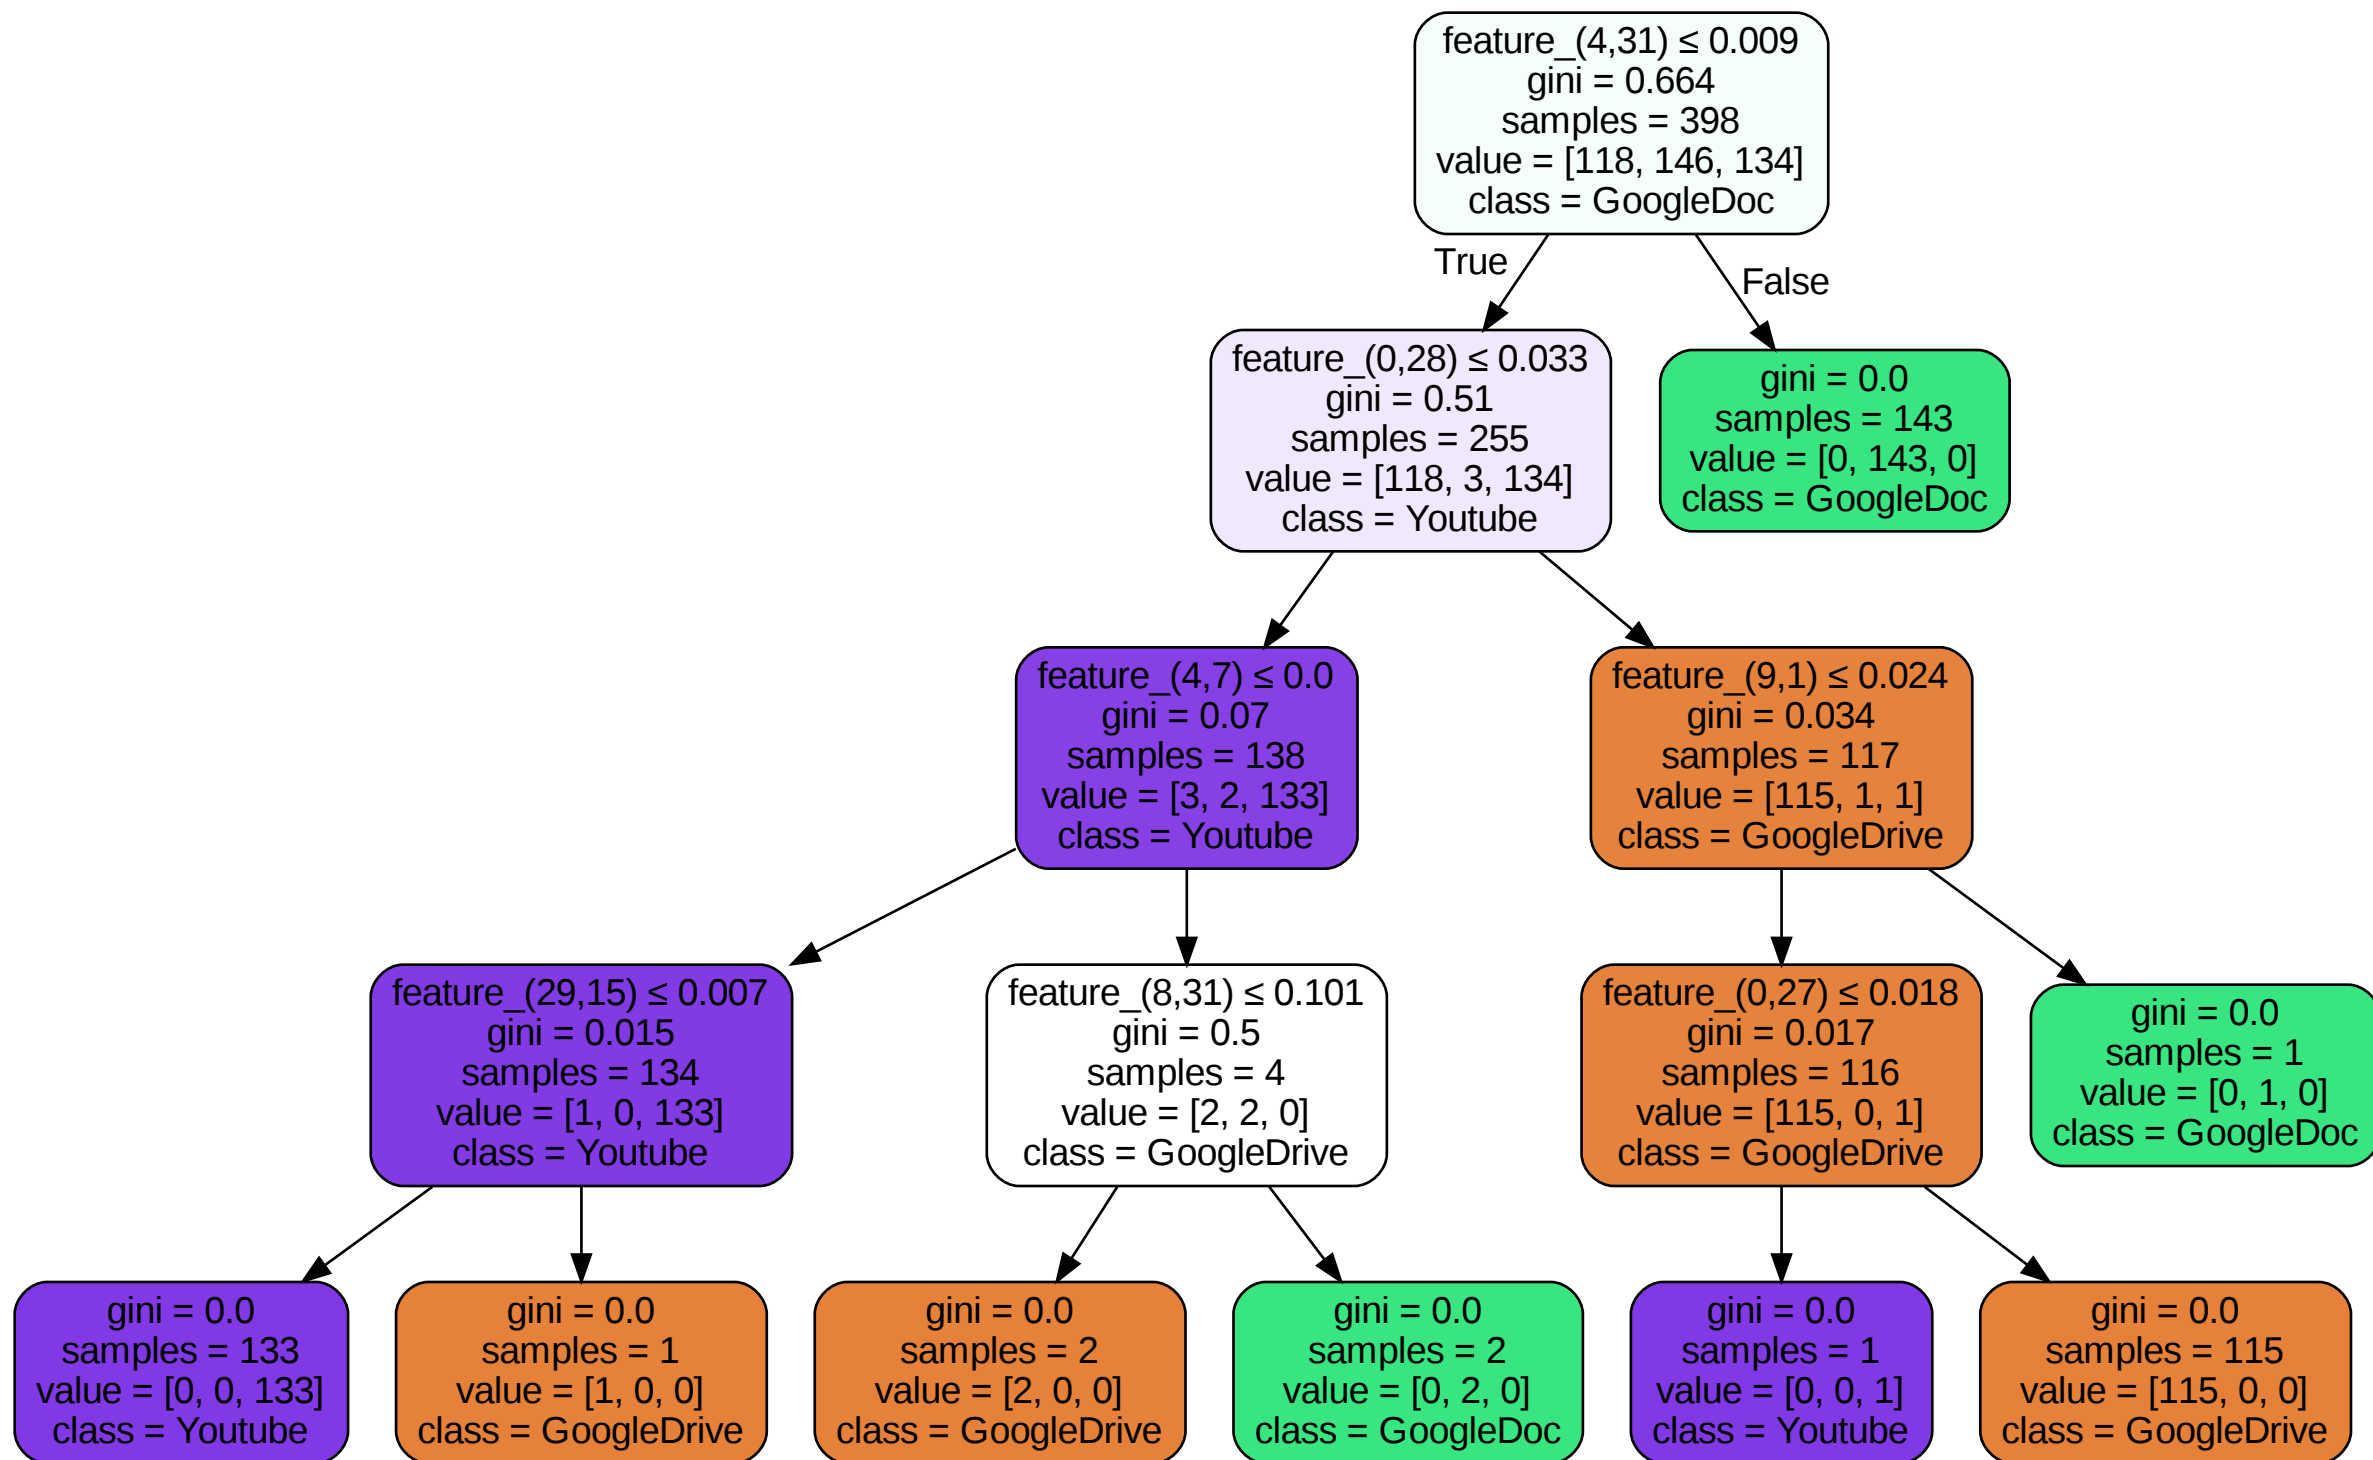 feature_(4,31) ≤ 0.009
gini = 0.664
samples = 398
value = [118, 146, 134]
class = GoogleDoc
True
False
feature_(0,28) ≤ 0.033
gini = 0.51
samples = 255
value = [118, 3, 134]
class = Youtube
gini = 0.0
samples = 143
value = [0, 143, 0]
class = GoogleDoc
feature_(4,7) ≤ 0.0
gini = 0.07
samples = 138
value = [3, 2, 133]
class = Youtube
feature_(9,1) ≤ 0.024
gini = 0.034
samples = 117
value = [115, 1, 1]
class = GoogleDrive
feature_(29,15) ≤ 0.007
gini = 0.015
samples = 134
value = [1, 0, 133]
class = Youtube
feature_(8,31) ≤ 0.101
gini = 0.5
samples = 4
value = [2, 2, 0]
class = GoogleDrive
feature_(0,27) ≤ 0.018
gini = 0.017
samples = 116
value = [115, 0, 1]
class = GoogleDrive
gini = 0.0
samples = 1
value = [0, 1, 0]
class = GoogleDoc
gini = 0.0
samples = 133
value = [0, 0, 133]
class = Youtube
gini = 0.0
samples = 1
value = [1, 0, 0]
class = GoogleDrive
gini = 0.0
samples = 2
value = [2, 0, 0]
class = GoogleDrive
gini = 0.0
samples = 2
value = [0, 2, 0]
class = GoogleDoc
gini = 0.0
samples = 1
value = [0, 0, 1]
class = Youtube
gini = 0.0
samples = 115
value = [115, 0, 0]
class = GoogleDrive